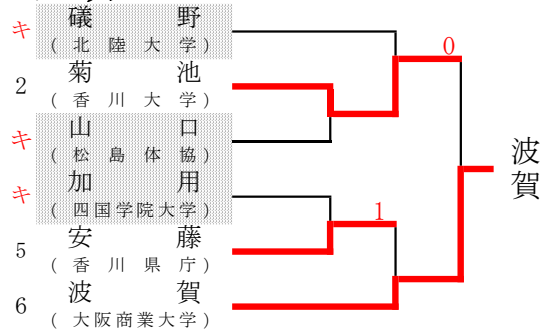 キ 礒 野
( 北 陸 大 学 )
0
2 菊 池
( 香 川 大 学 )
キ 山 口
( 松 島 体 協 )
波賀
キ 加 用
( 四国学院大学 )
1
5 安 藤
( 香 川 県 庁 )
6 波 賀
( 大阪商業大学 )